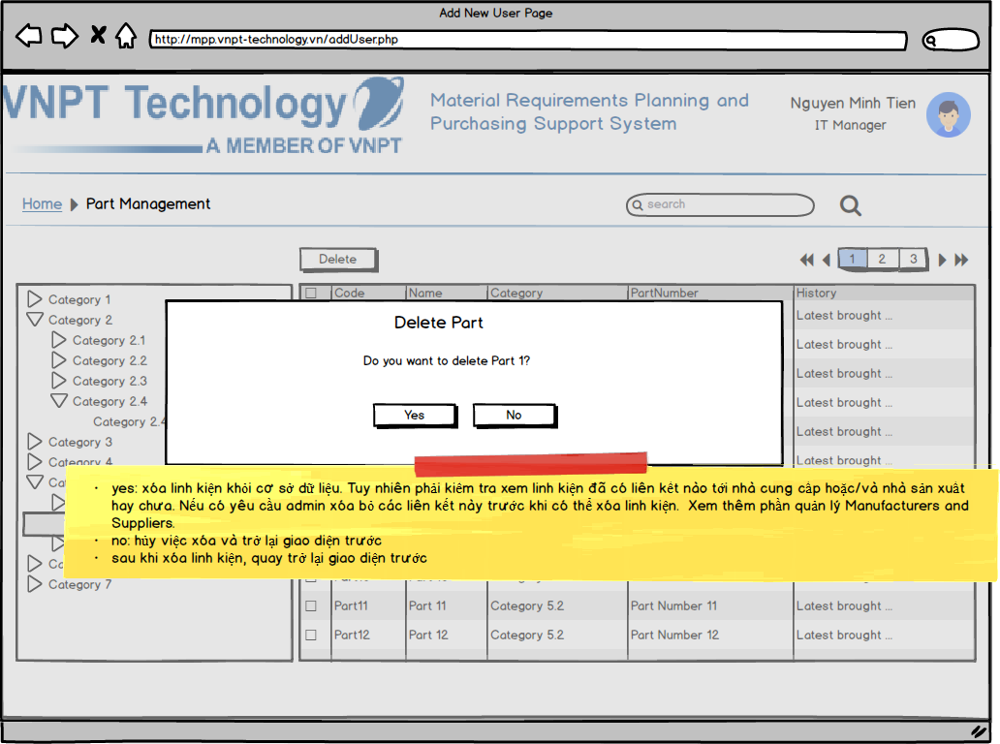 Add New User Page
http://mpp.vnpt-technology.vn/addUser.php
VNPT Technology
A MEMBER OF VNPT
Material Requirements Planning and
Purchasing Support System
Nguyen Minh Tien
IT Manager
Home Part Management
search
Delete
1 2 3
Category 1
Category 2
Category 2.1
Category 2.2
Category 2.3
Category 2.4
Category 2.4
Category 3
Category 4
Category 7
Code Name Category PartNumber History
Latest brought ...
Latest brought ...
Latest brought ...
Latest brought ...
Latest brought ...
Latest brought ...
Delete Part
Do you want to delete Part 1?
Yes No
· yes: xóa linh kiện khỏi cơ sở dữ liệu. Tuy nhiên phải kiểm tra xem linh kiện đã có liên kết nào tới nhà cung cấp hoặc/và nhà sản xuất
hay chưa. Nếu có yêu cầu admin xóa bỏ các liên kết này trước khi có thể xóa linh kiện. Xem thêm phần quản lý Manufacturers and
Suppliers.
· no: hủy việc xóa và trở lại giao diện trước
· sau khi xóa linh kiện, quay trở lại giao diện trước
Part11 Part 11 Category 5.2 Part Number 11 Latest brought ...
Part12 Part 12 Category 5.2 Part Number 12 Latest brought ...